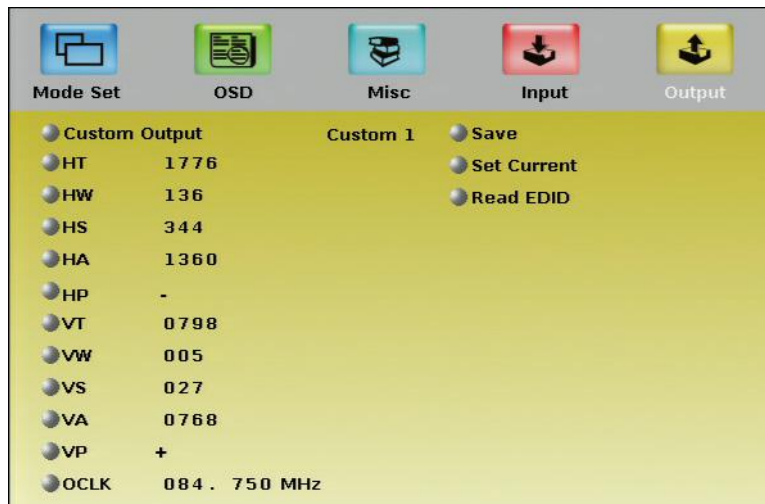 Mode Set OSD Misc Input Output
Custom Output Custom 1 Save
HT 1776 Set Current
HW 136 Read EDID
HS 344
HA 1360
HP -
VT 0798
VW 005
VS 027
VA 0768
VP +
OCLK 084. 750 MHz